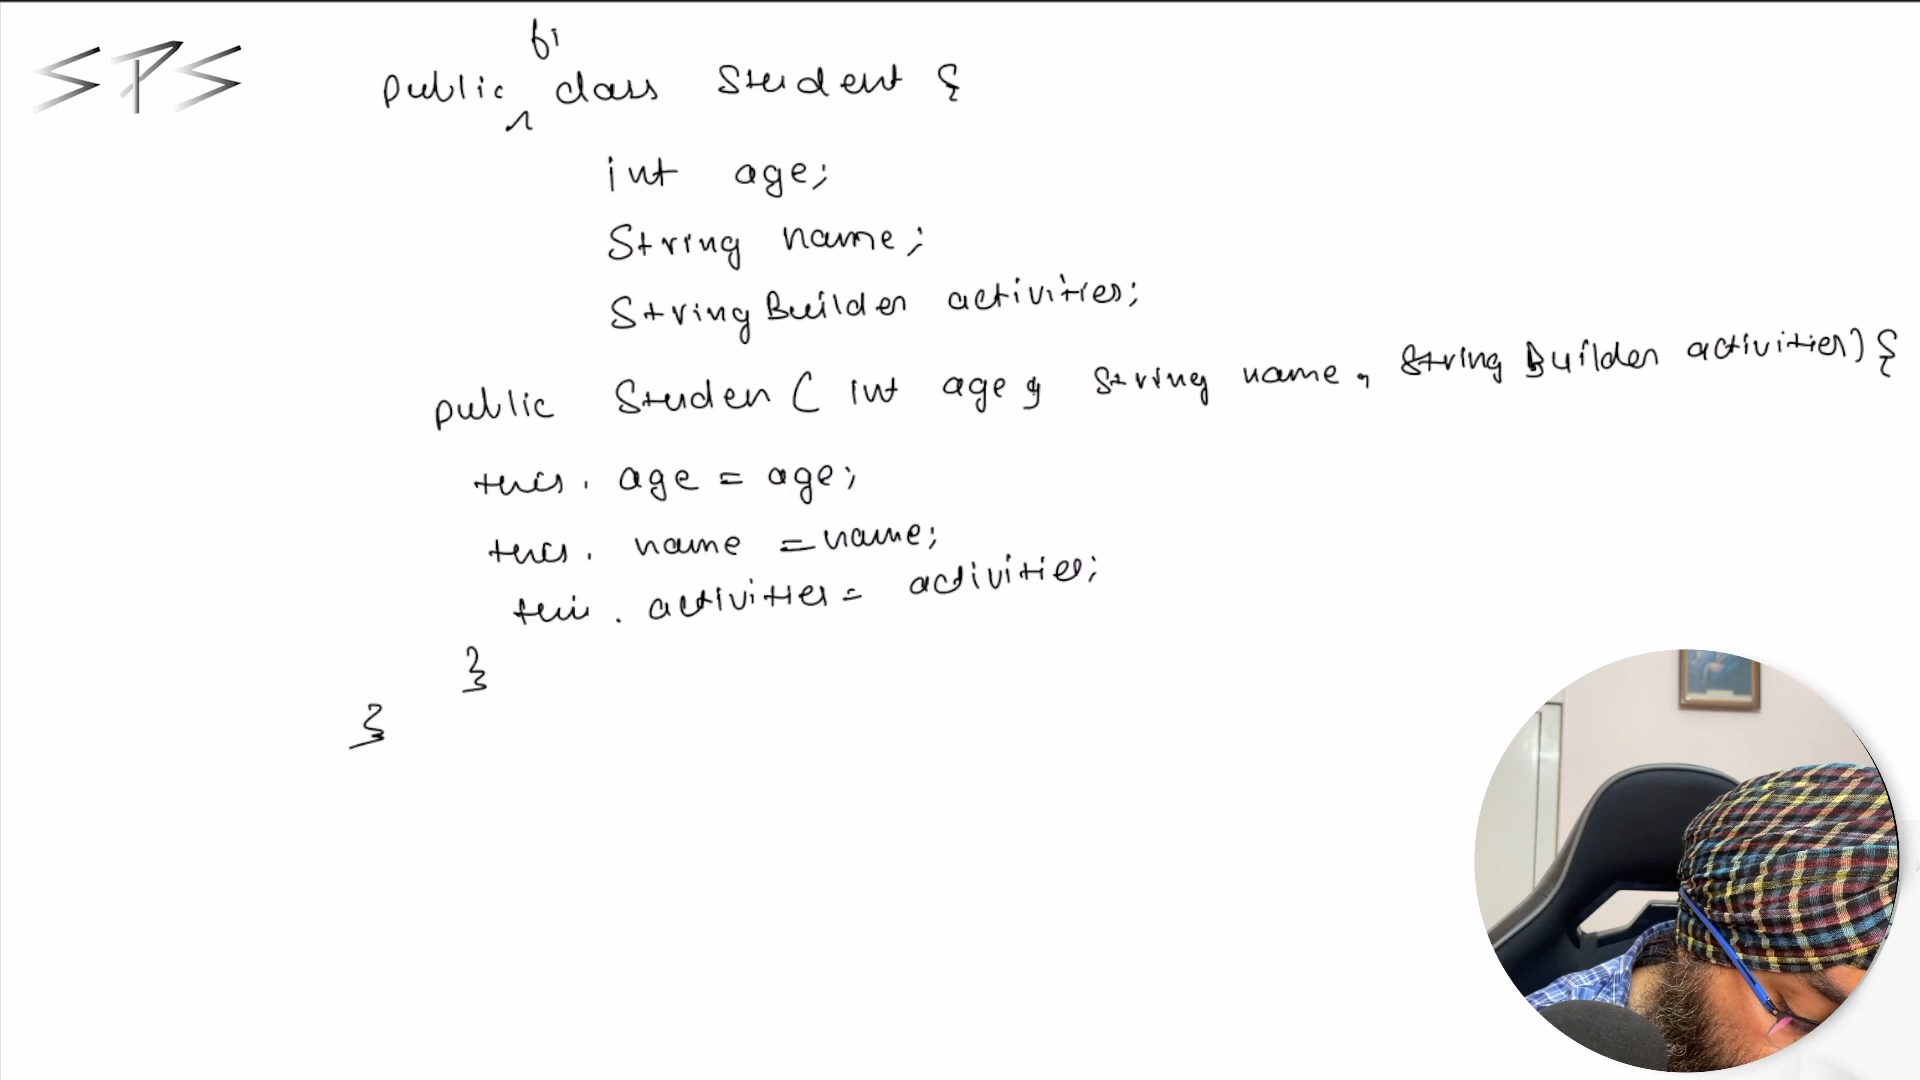 SPS
fi
public ^ class Student {
int age;
String name;
StringBuilder activities;
public Studen ( int age, String name, String Builder activities) {
this. age = age;
this. name = name;
this. activities = activities;
}
}